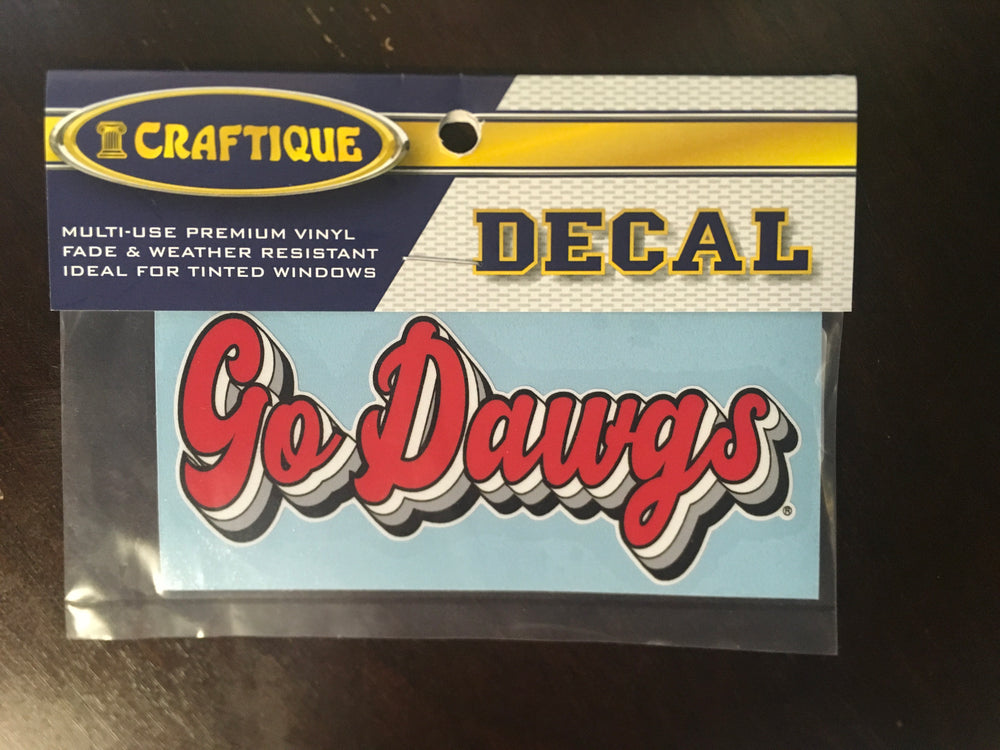 CRAFTIQUE
MULTI-USE PREMIUM VINYL
FADE & WEATHER RESISTANT
IDEAL FOR TINTED WINDOWS
DECAL
Go Dawgs
®